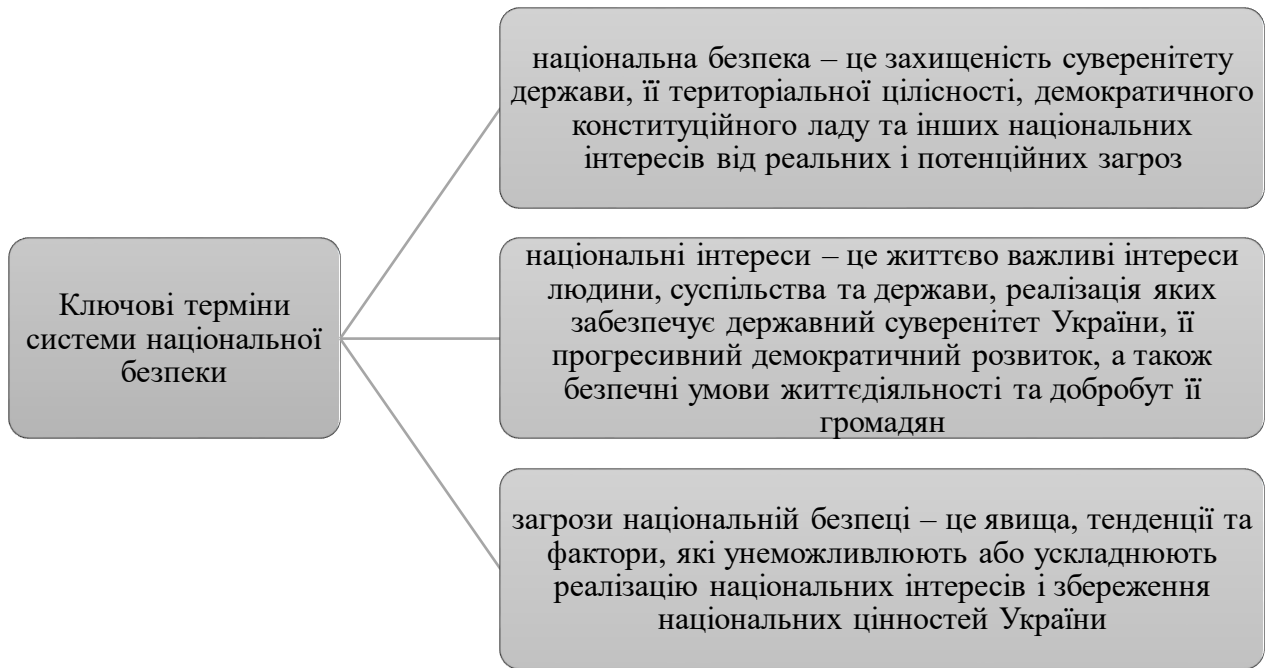 Ключові терміни
системи національної
безпеки
національна безпека – це захищеність суверенітету
держави, її територіальної цілісності, демократичного
конституційного ладу та інших національних
інтересів від реальних і потенційних загроз
національні інтереси – це життєво важливі інтереси
людини, суспільства та держави, реалізація яких
забезпечує державний суверенітет України, її
прогресивний демократичний розвиток, а також
безпечні умови життєдіяльності та добробут її
громадян
загрози національній безпеці – це явища, тенденції та
фактори, які унеможливлюють або ускладнюють
реалізацію національних інтересів і збереження
національних цінностей України